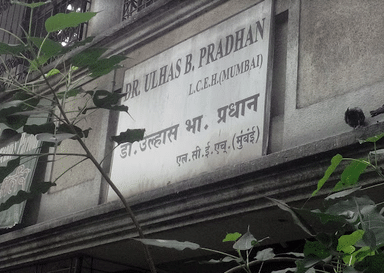 DR. ULHAS B. PRADHAN
L.C.E.H.(MUMBAI)
डॉ. उल्हास भा. प्रधान
एल.सी.ई.एच्.(मुंबई)